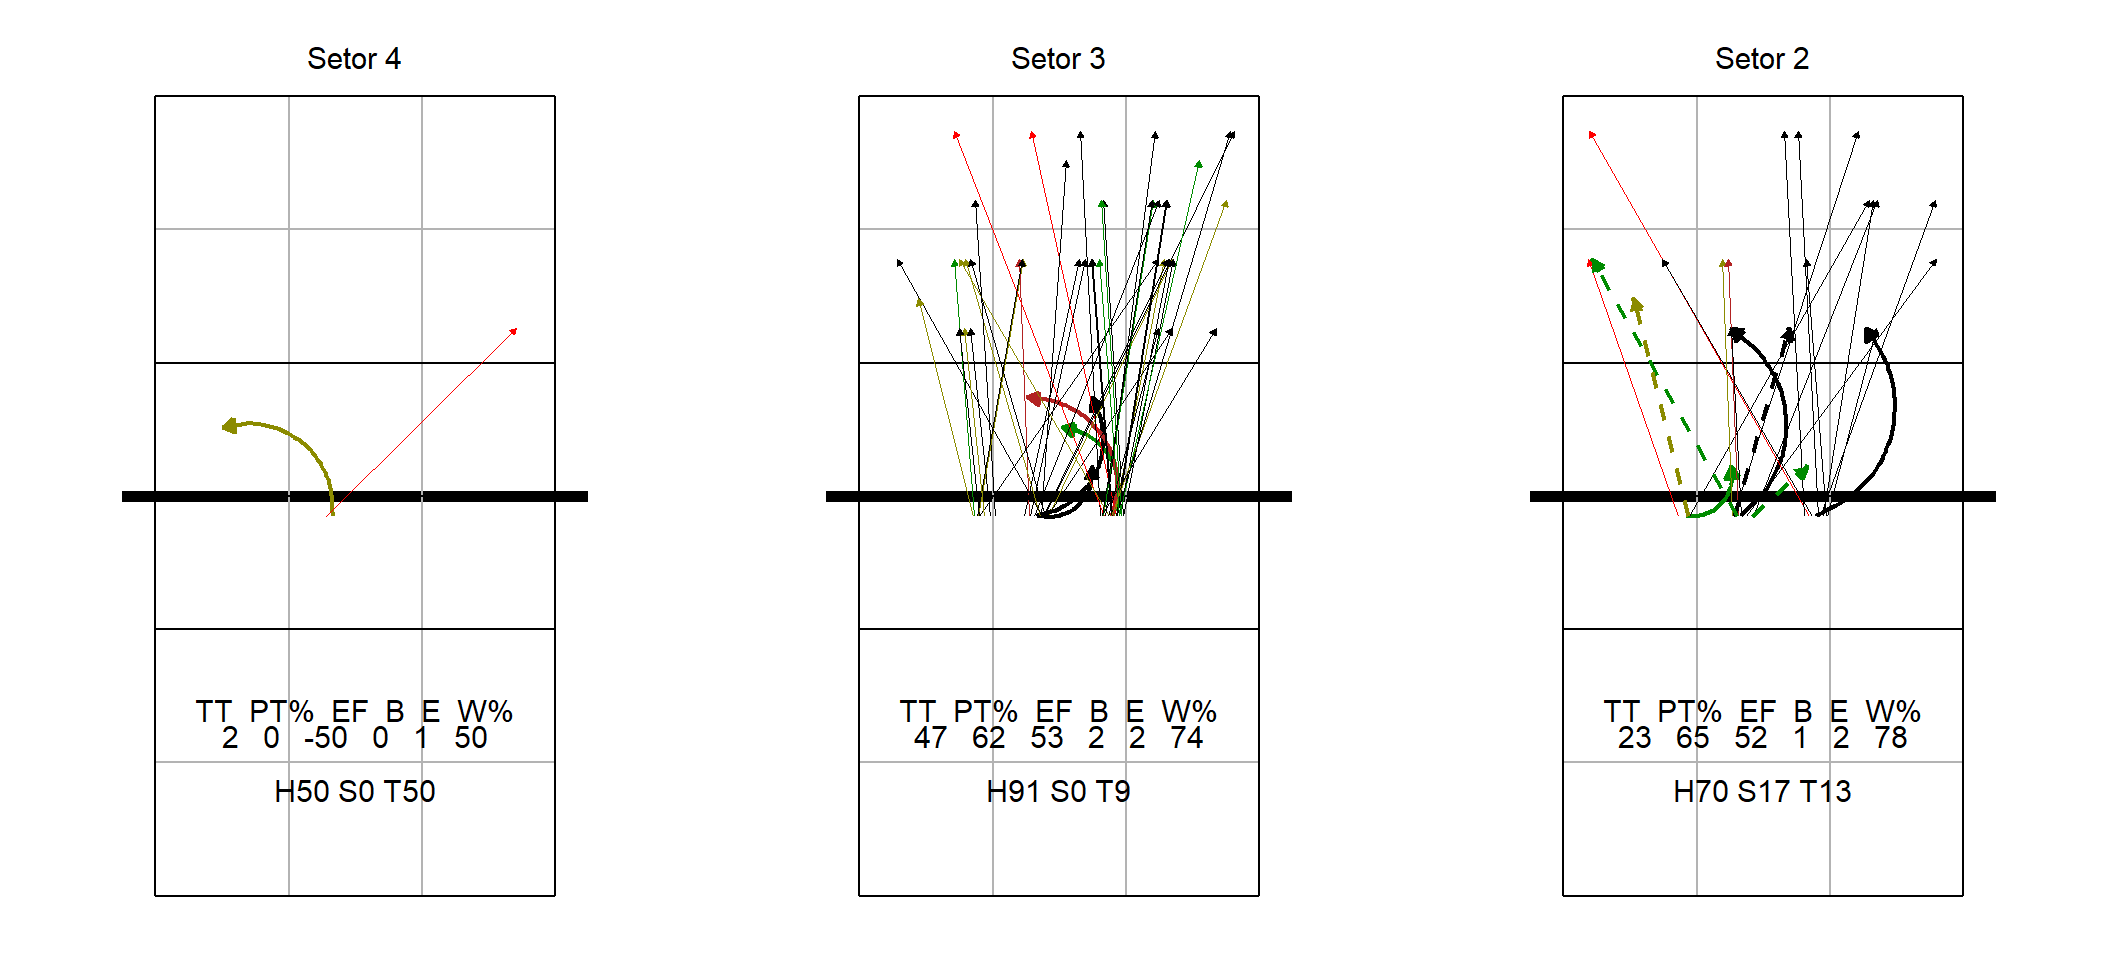 Setor 4
TT PT% EF B E W%
2 0 -50 0 1 50
H50 S0 T50
Setor 3
TT PT% EF B E W%
47 62 53 2 2 74
H91 S0 T9
Setor 2
TT PT% EF B E W%
23 65 52 1 2 78
H70 S17 T13